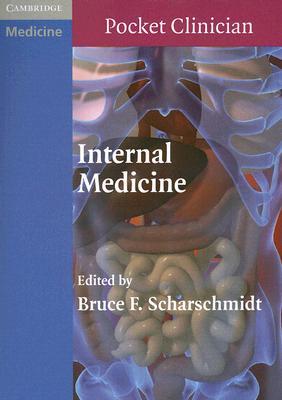 CAMBRIDGE
Medicine
Pocket Clinician
Internal
Medicine
Edited by
Bruce F. Scharschmidt